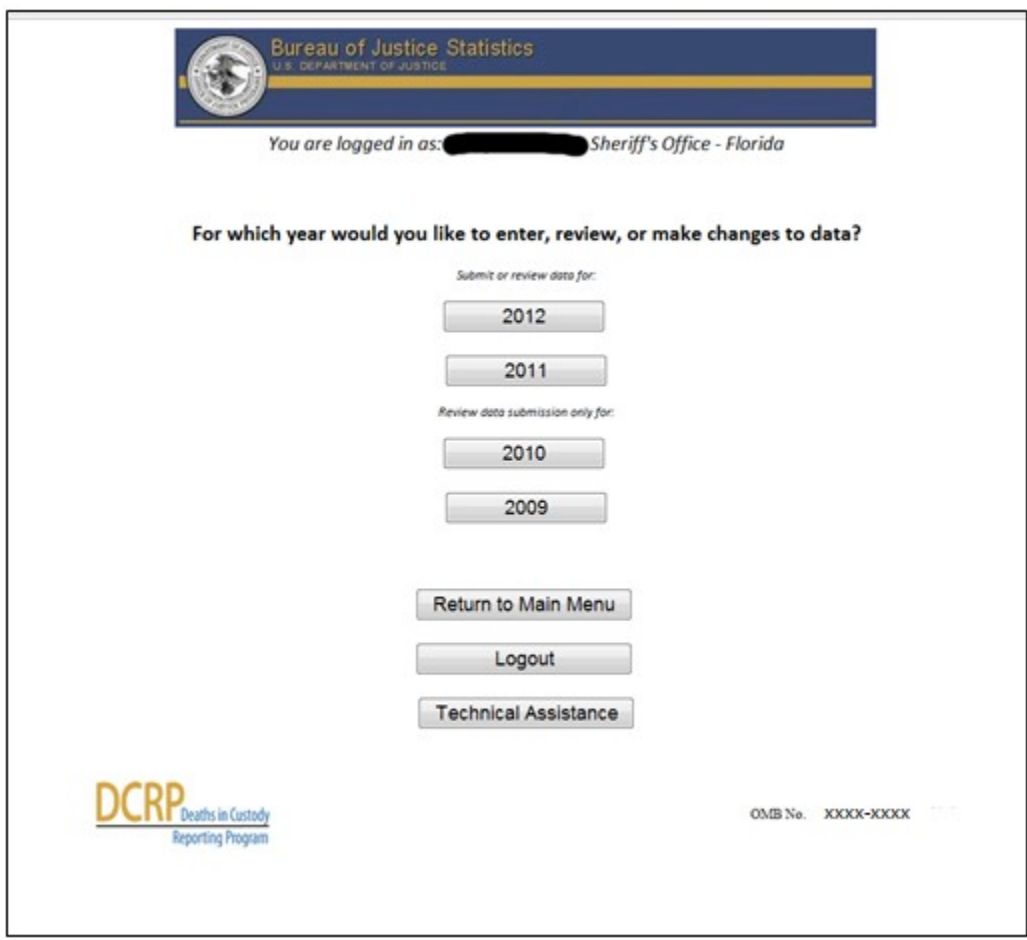 Bureau of Justice Statistics
U.S. DEPARTMENT OF JUSTICE
You are logged in as: Sheriff's Office - Florida
For which year would you like to enter, review, or make changes to data?
Submit or review data for:
2012
2011
Review data submission only for:
2010
2009
Return to Main Menu
Logout
Technical Assistance
DCRP Deaths in Custody
Reporting Program
OMB No. XXXX-XXXX